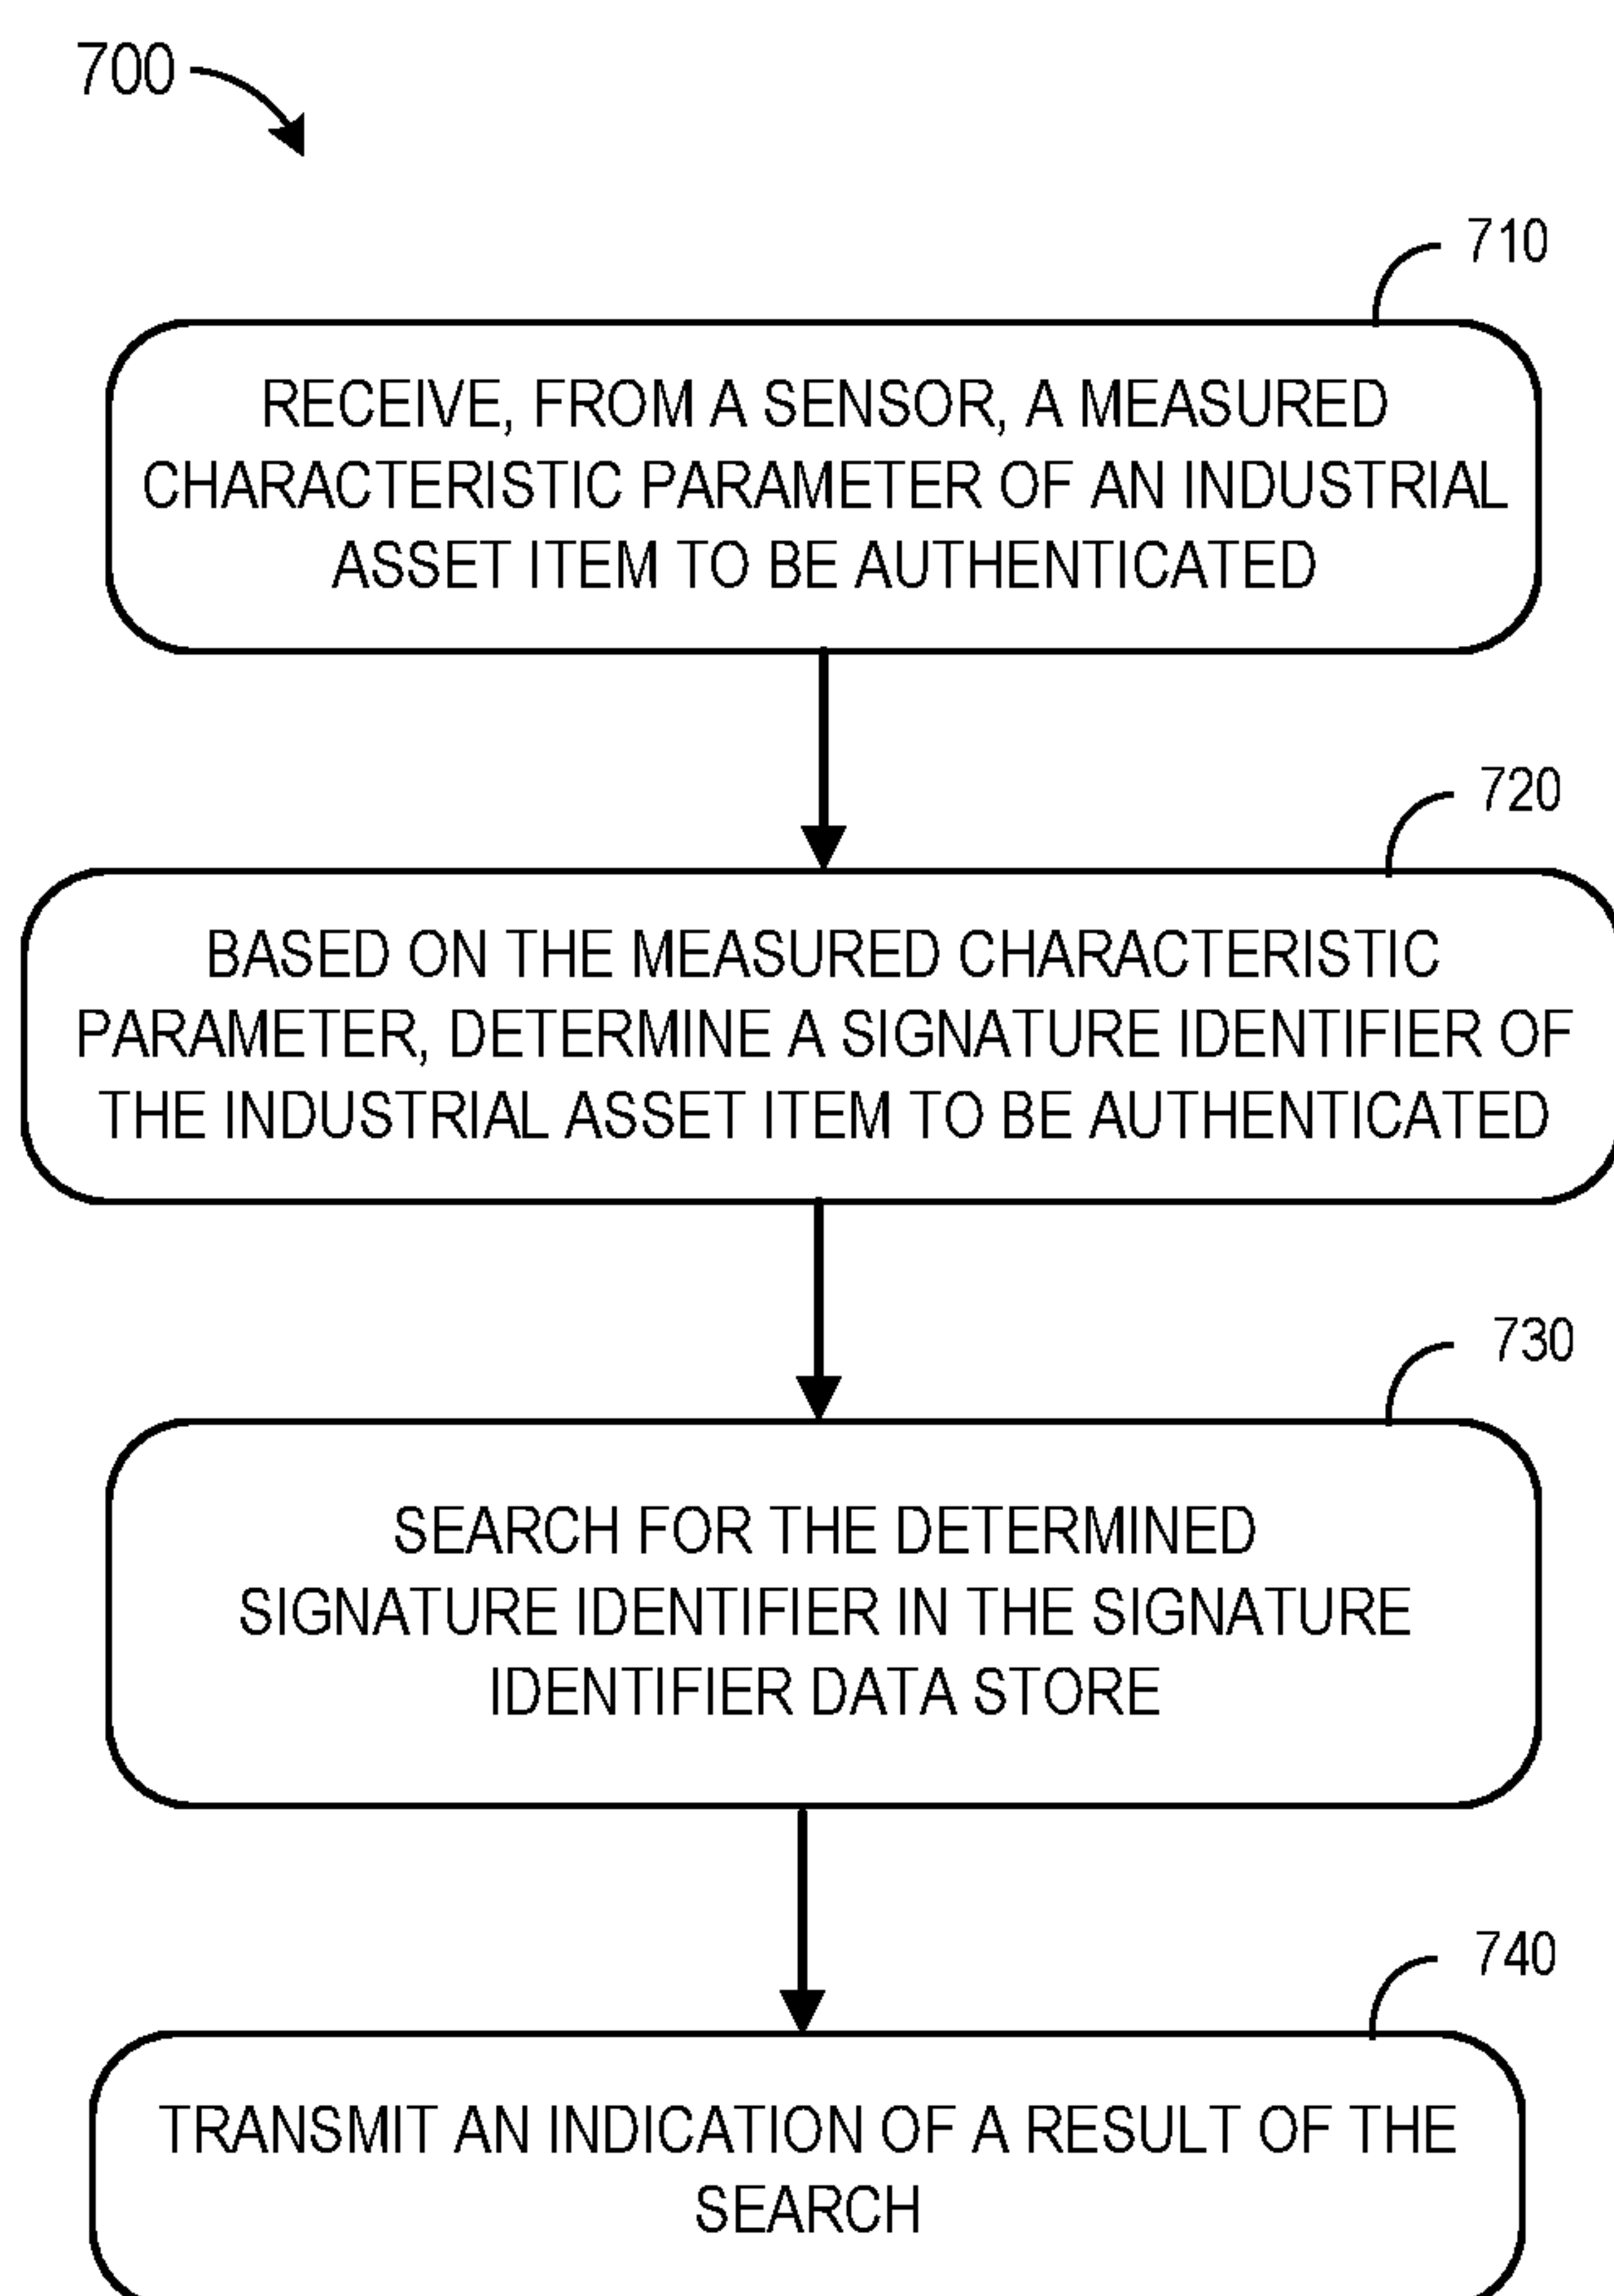 700
710
RECEIVE, FROM A SENSOR, A MEASURED
CHARACTERISTIC PARAMETER OF AN INDUSTRIAL
ASSET ITEM TO BE AUTHENTICATED
720
BASED ON THE MEASURED CHARACTERISTIC
PARAMETER, DETERMINE A SIGNATURE IDENTIFIER OF
THE INDUSTRIAL ASSET ITEM TO BE AUTHENTICATED
730
SEARCH FOR THE DETERMINED
SIGNATURE IDENTIFIER IN THE SIGNATURE
IDENTIFIER DATA STORE
740
TRANSMIT AN INDICATION OF A RESULT OF THE
SEARCH